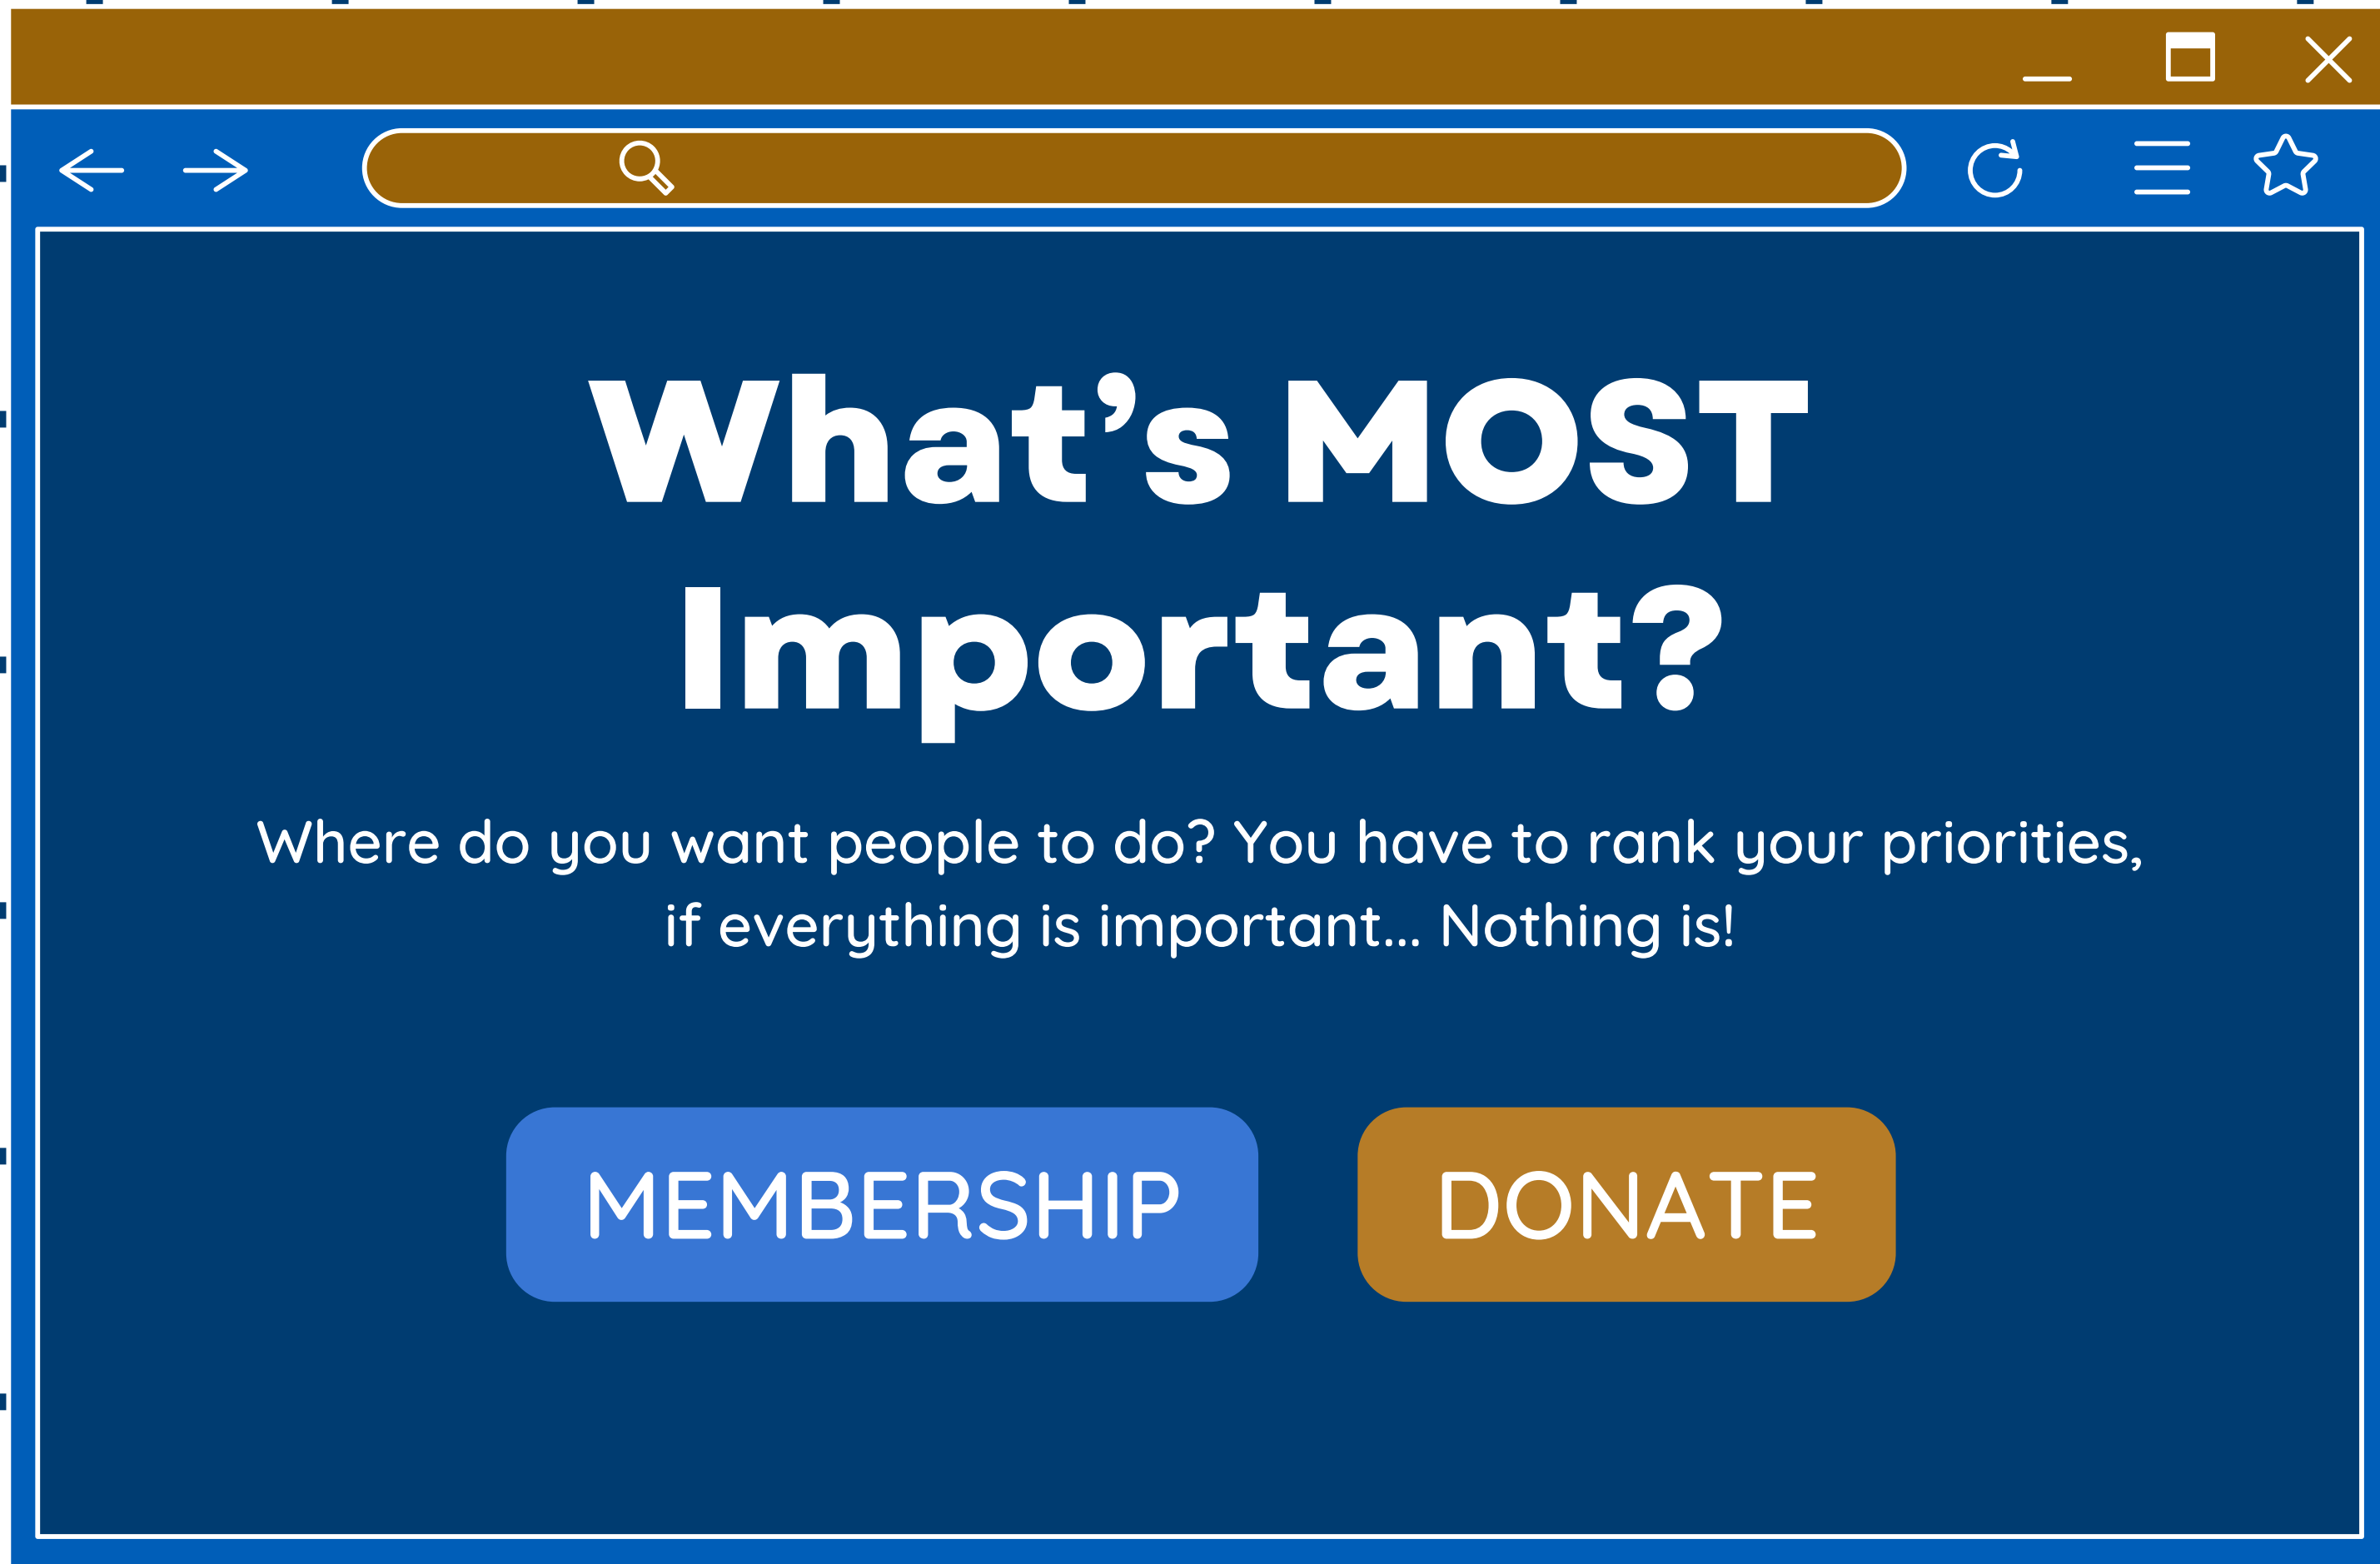 What's MOST
Important?
Where do you want people to do? You have to rank your priorities,
if everything is important... Nothing is!
MEMBERSHIP
DONATE